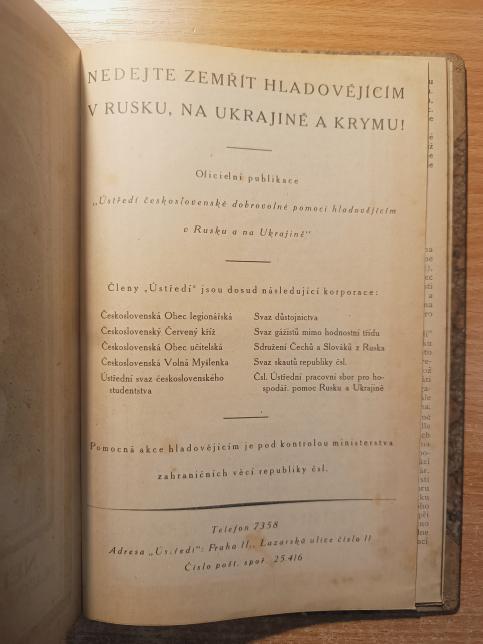 NEDEJTE ZEMŘÍT HLADOVĚJÍCÍM
V RUSKU, NA UKRAJINĚ A KRYMU!
Oficielní publikace
„Ústředí československé dobrovolné pomoci hladovějícím
v Rusku a na Ukrajině“
Členy „Ústředí“ jsou dosud následující korporace:
Československá Obec legionářská
Československý Červený kříž
Československá Obec učitelská
Československá Volná Myšlenka
Ústřední svaz československého
studentstva
Svaz důstojnictva
Svaz gážistů mimo hodnostní třídu
Sdružení Čechů a Slováků z Ruska
Svaz skautů republiky čsl.
Čsl. Ústřední pracovní sbor pro ho-
spodář. pomoc Rusku a Ukrajině
Pomocná akce hladovějícím je pod kontrolou ministerstva
zahraničních věcí republiky čsl.
Telefon 7358
Adresa „Ústředí“: Praha II., Lazarská ulice číslo 11
Číslo pošt. spoř. 25.416